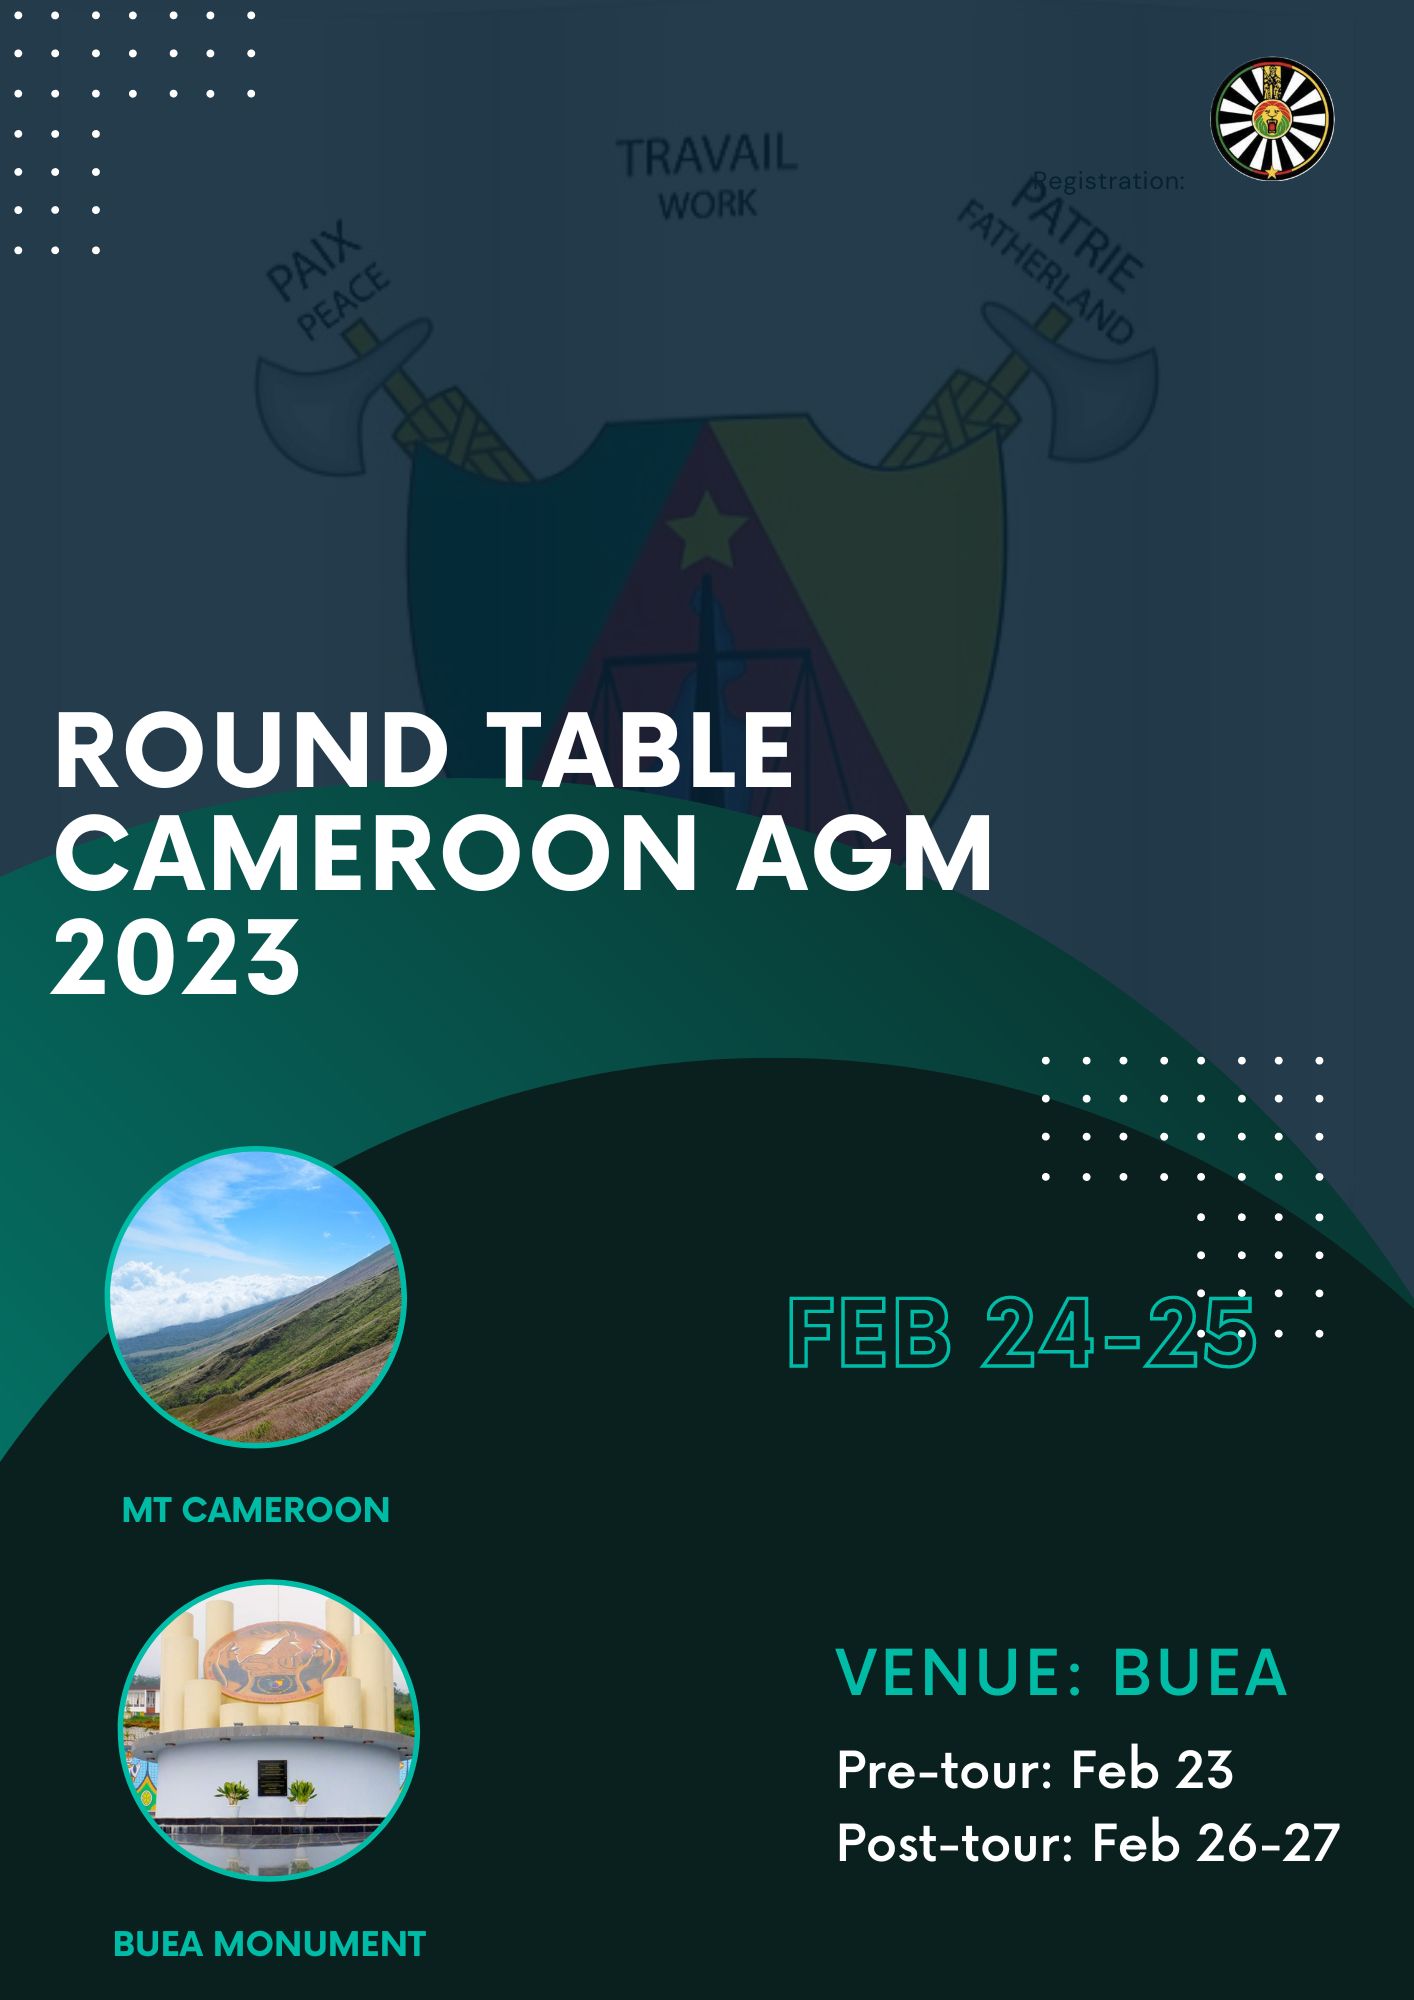 TRAVAIL
WORK
Registration:
PAIX
PEACE
PATRIE
FATHERLAND
ROUND TABLE
CAMEROON AGM
2023
FEB 24-25
MT CAMEROON
VENUE: BUEA
Pre-tour: Feb 23
Post-tour: Feb 26-27
BUEA MONUMENT